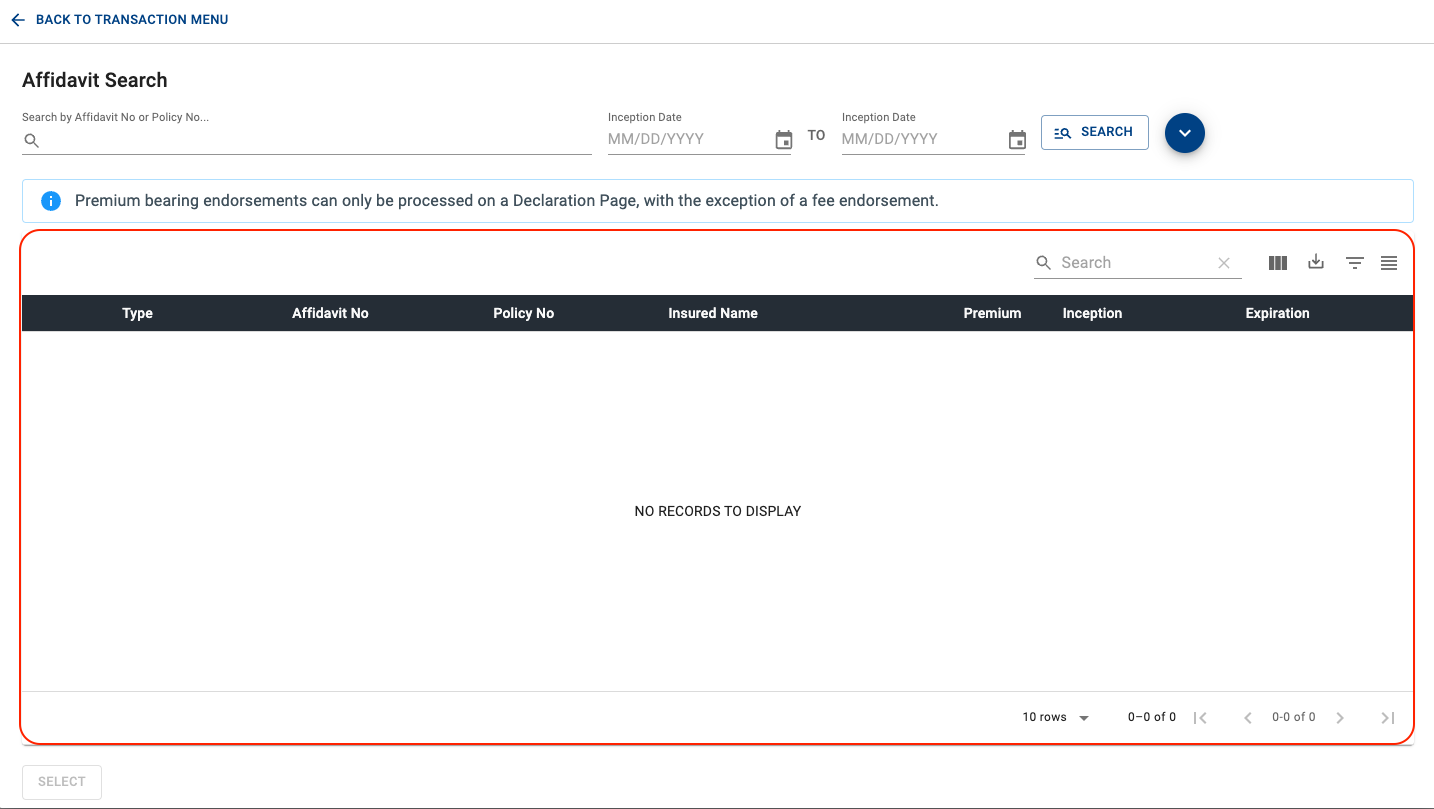 BACK TO TRANSACTION MENU
Affidavit Search
Search by Affidavit No or Policy No...
Inception Date
MM/DD/YYYY
TO
Inception Date
MM/DD/YYYY
SEARCH
Premium bearing endorsements can only be processed on a Declaration Page, with the exception of a fee endorsement.
Search
Type Affidavit No Policy No Insured Name Premium Inception Expiration
NO RECORDS TO DISPLAY
10 rows 0–0 of 0 0-0 of 0
SELECT